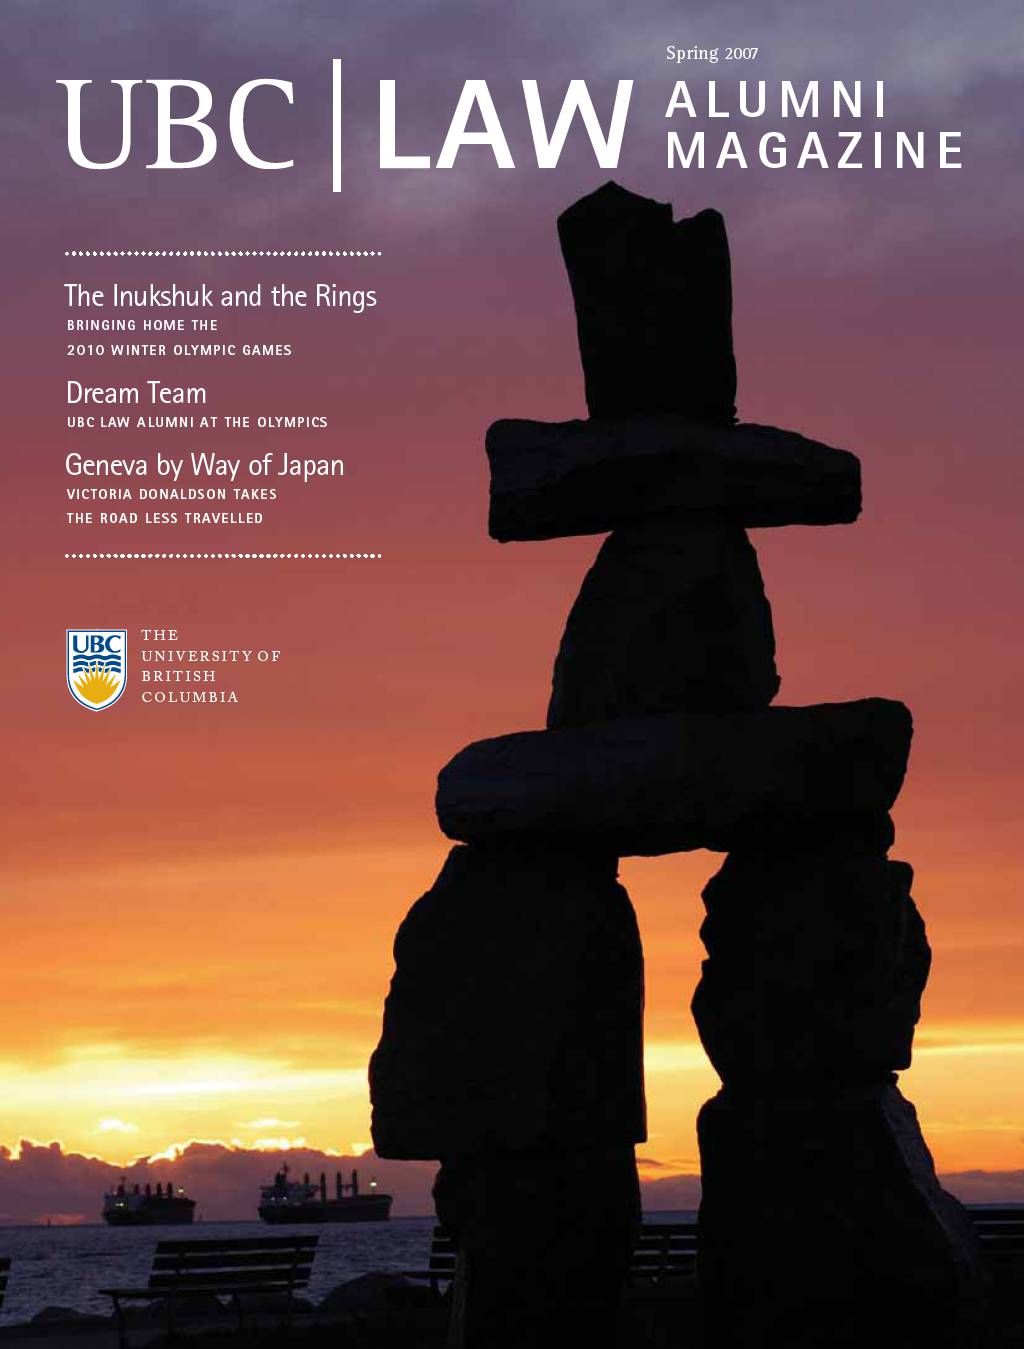 Spring 2007
UBC | LAW ALUMNI
MAGAZINE
The Inukshuk and the Rings
BRINGING HOME THE
2010 WINTER OLYMPIC GAMES
Dream Team
UBC LAW ALUMNI AT THE OLYMPICS
Geneva by Way of Japan
VICTORIA DONALDSON TAKES
THE ROAD LESS TRAVELLED
UBC
THE
UNIVERSITY OF
BRITISH
COLUMBIA